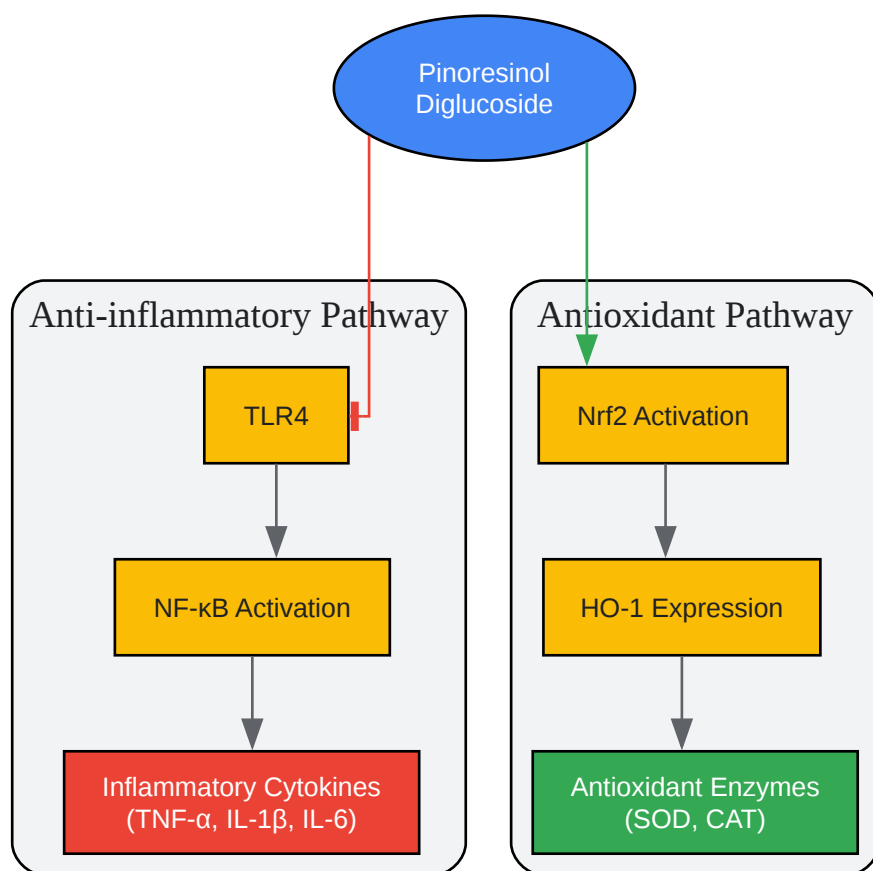 Pinoresinol
Diglucoside
Anti-inflammatory Pathway
TLR4
NF-κB Activation
Inflammatory Cytokines
(TNF-α, IL-1β, IL-6)
Antioxidant Pathway
Nrf2 Activation
HO-1 Expression
Antioxidant Enzymes
(SOD, CAT)